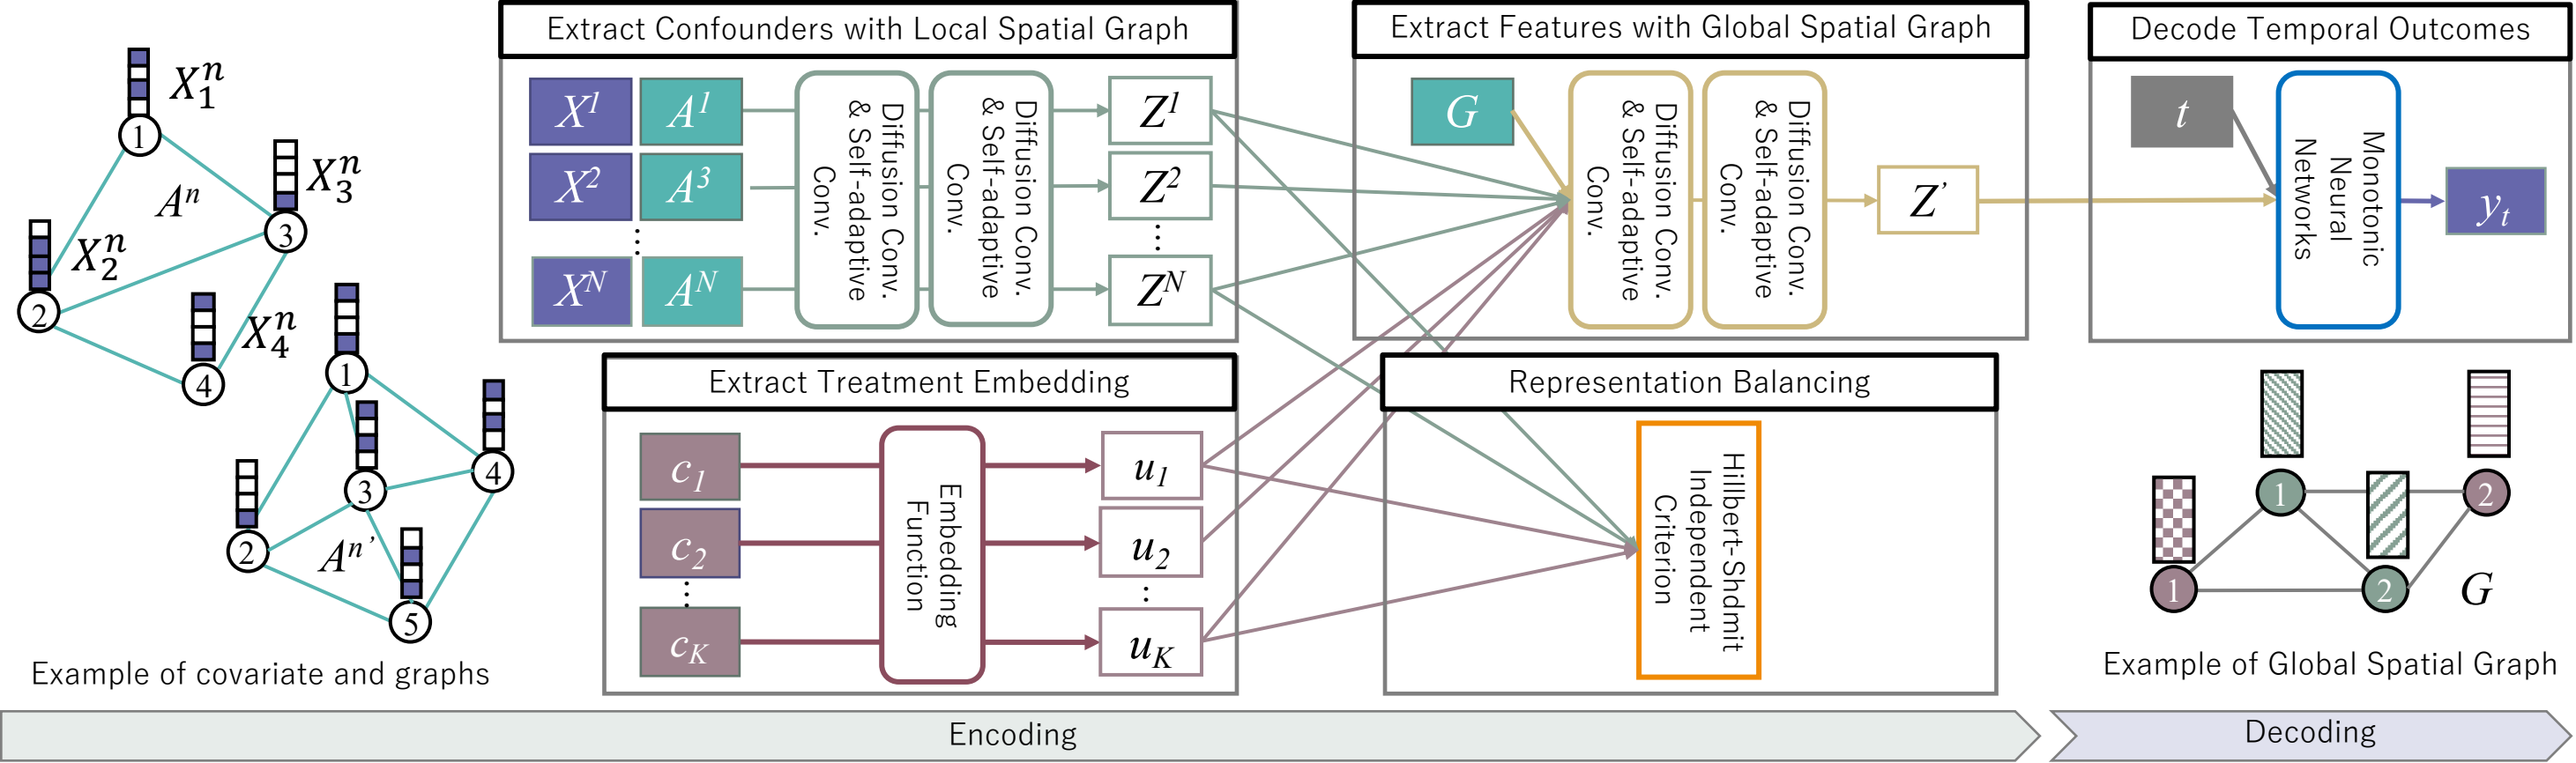 X_1^n
1
X_3^n
A^n
3
X_2^n
2
X_4^n
4
1
4
3
2
A^n'
5
Example of covariate and graphs
Extract Confounders with Local Spatial Graph
X^1 A^1
X^2 A^3
⋮
X^N A^N
Diffusion Conv.
& Self-adaptive
Conv.
Diffusion Conv.
& Self-adaptive
Conv.
Z^1
Z^2
⋮
Z^N
Extract Treatment Embedding
c_1
c_2
⋮
c_K
Embedding
Function
u_1
u_2
⋮
u_K
Extract Features with Global Spatial Graph
G
Diffusion Conv.
& Self-adaptive
Conv.
Diffusion Conv.
& Self-adaptive
Conv.
Z'
Representation Balancing
Hillbert-Shdmit
Independent
Criterion
Decode Temporal Outcomes
t
Monotonic
Neural
Networks
y_t
1
2
1
2
G
Example of Global Spatial Graph
Encoding
Decoding